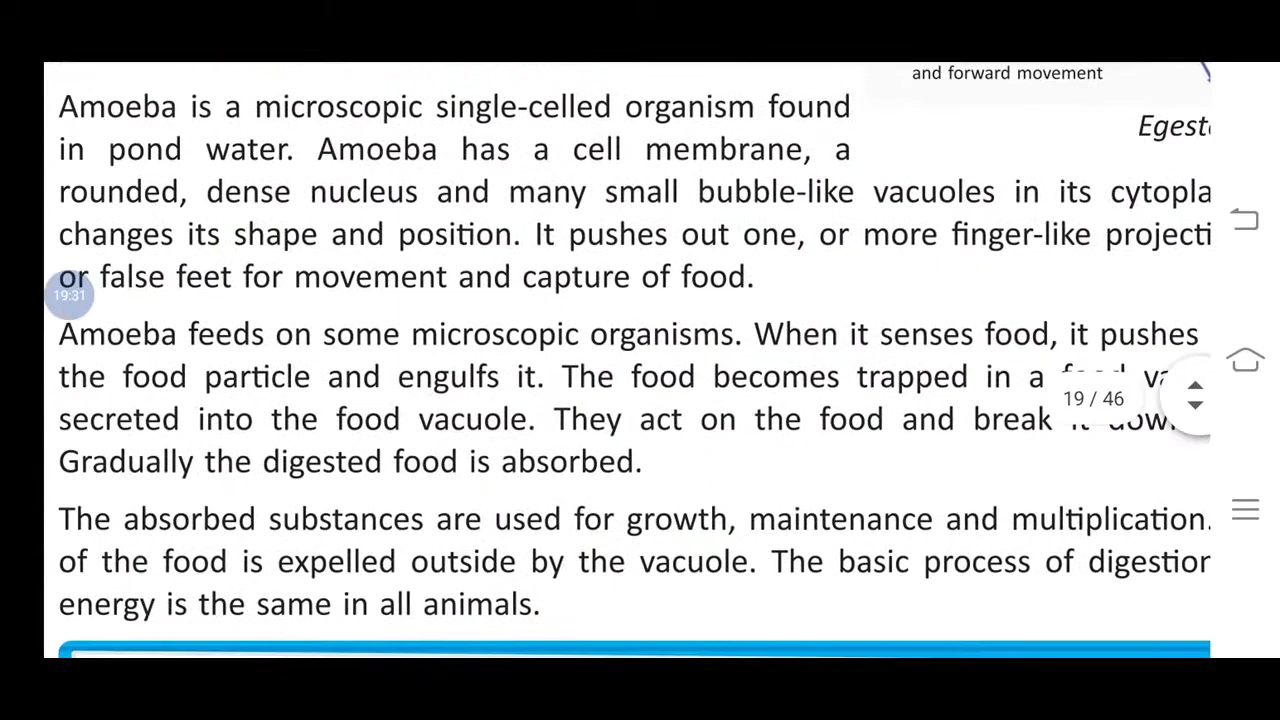 and forward movement
Amoeba is a microscopic single-celled organism found
in pond water. Amoeba has a cell membrane, a
rounded, dense nucleus and many small bubble-like vacuoles in its
changes its shape and position. It pushes out one, or more finger-like
or false feet for movement and capture of food.
19:31
Amoeba feeds on some microscopic organisms. When it senses food, it pushes
the food particle and engulfs it. The food becomes trapped in a
19 / 46
secreted into the food vacuole. They act on the food and break
Gradually the digested food is absorbed.
The absorbed substances are used for growth, maintenance and multiplication.
of the food is expelled outside by the vacuole. The basic process of
energy is the same in all animals.